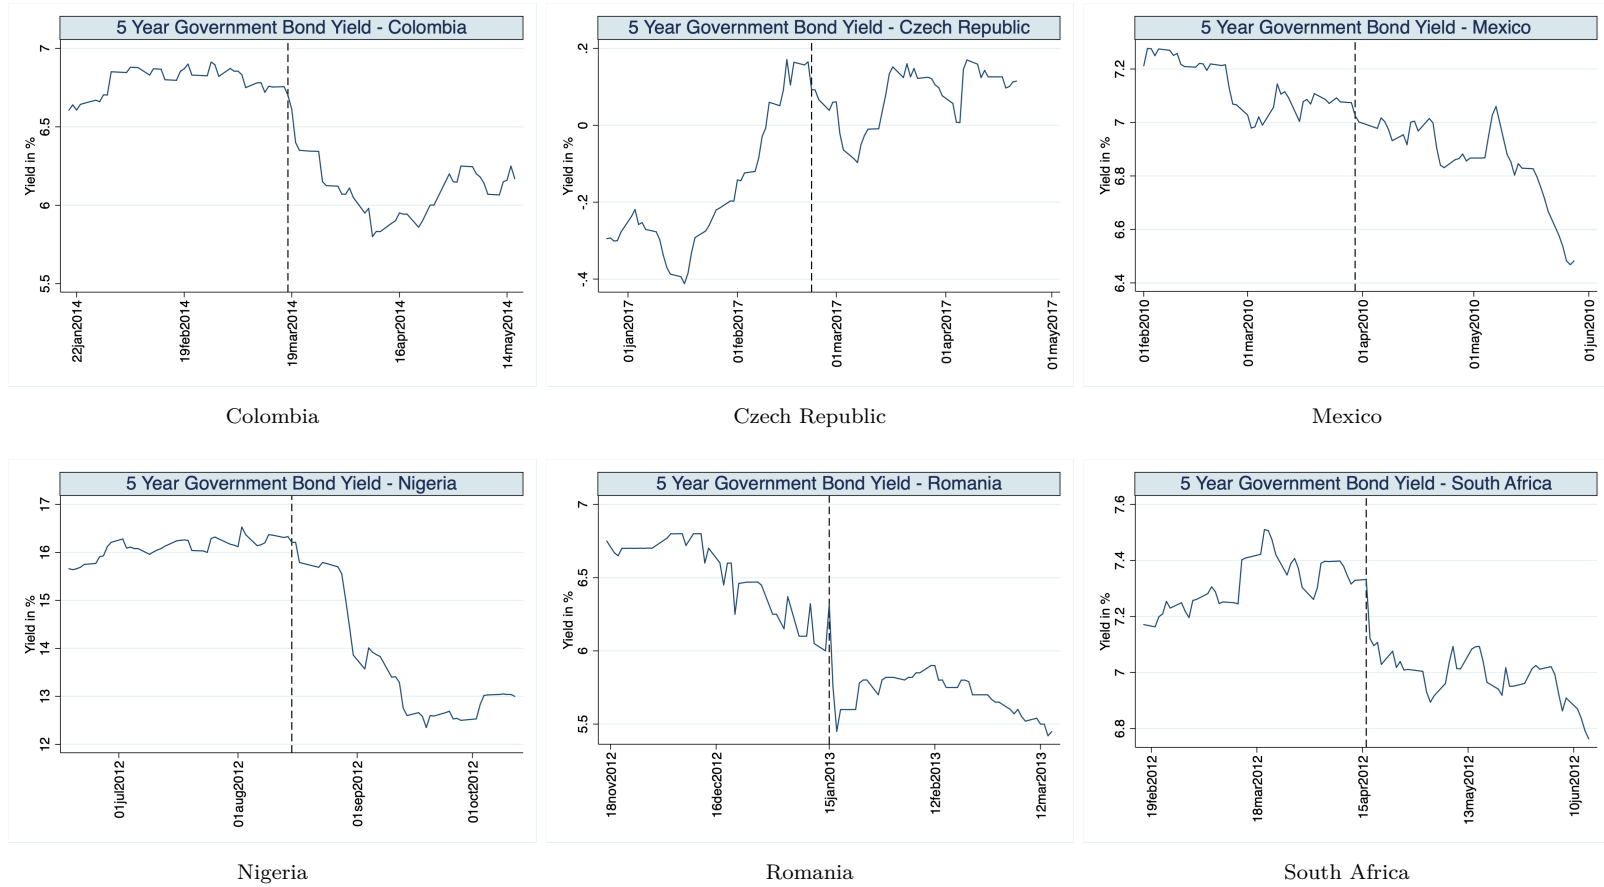 5 Year Government Bond Yield - Colombia
Yield in %
7
6.5
6
5.5
22jan2014
19feb2014
19mar2014
16apr2014
14may2014
Colombia
5 Year Government Bond Yield - Czech Republic
Yield in %
.2
0
-.2
-.4
01jan2017
01feb2017
01mar2017
01apr2017
01may2017
Czech Republic
5 Year Government Bond Yield - Mexico
Yield in %
7.2
7
6.8
6.6
6.4
01feb2010
01mar2010
01apr2010
01may2010
01jun2010
Mexico
5 Year Government Bond Yield - Nigeria
Yield in %
17
16
15
14
13
12
01jul2012
01aug2012
01sep2012
01oct2012
Nigeria
5 Year Government Bond Yield - Romania
Yield in %
7
6.5
6
5.5
18nov2012
16dec2012
15jan2013
12feb2013
12mar2013
Romania
5 Year Government Bond Yield - South Africa
Yield in %
7.6
7.4
7.2
7
6.8
19feb2012
18mar2012
15apr2012
13may2012
10jun2012
South Africa